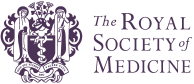 The ROYAL
SOCIETY of
MEDICINE